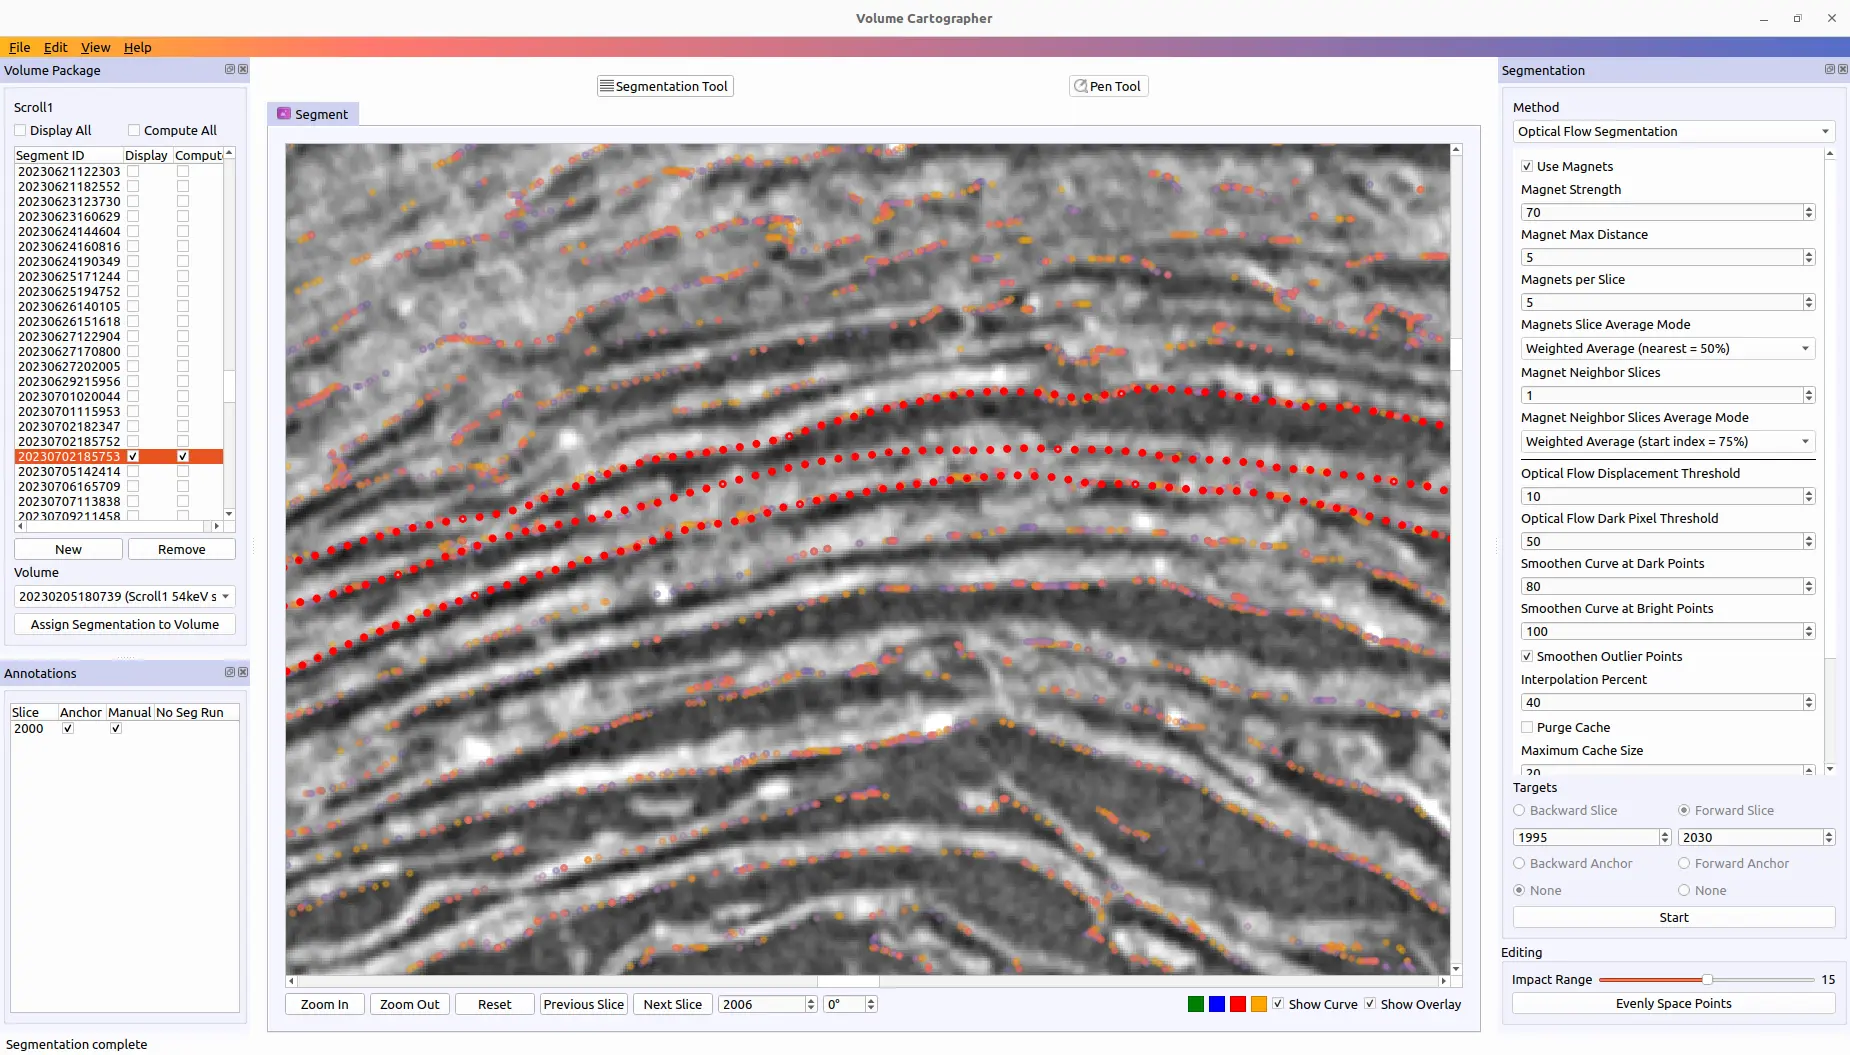 Volume Cartographer
File Edit View Help
Volume Package
Scroll1
Display All Compute All
Segment ID Display Comput
20230621122303
20230621182552
20230623123730
20230623160629
20230624144604
20230624160816
20230624190349
20230625171244
20230625194752
20230626140105
20230626151618
20230627122904
20230627170800
20230627202005
20230629215956
20230701020044
20230701115953
20230702182347
20230702185752
20230702185753
20230705142414
20230706165709
20230707113838
20230709211458
New Remove
Volume
20230205180739 (Scroll1 54keV s
Assign Segmentation to Volume
Annotations
Slice Anchor Manual No Seg Run
2000
Segmentation complete
Segmentation Tool Pen Tool
Segment
Zoom In Zoom Out Reset Previous Slice Next Slice 2006 0° Show Curve Show Overlay
Segmentation
Method
Optical Flow Segmentation
Use Magnets
Magnet Strength
70
Magnet Max Distance
5
Magnets per Slice
5
Magnets Slice Average Mode
Weighted Average (nearest = 50%)
Magnet Neighbor Slices
1
Magnet Neighbor Slices Average Mode
Weighted Average (start index = 75%)
Optical Flow Displacement Threshold
10
Optical Flow Dark Pixel Threshold
50
Smoothen Curve at Dark Points
80
Smoothen Curve at Bright Points
100
Smoothen Outlier Points
Interpolation Percent
40
Purge Cache
Maximum Cache Size
20
Targets
Backward Slice Forward Slice
1995 2030
Backward Anchor Forward Anchor
None None
Start
Editing
Impact Range 15
Evenly Space Points